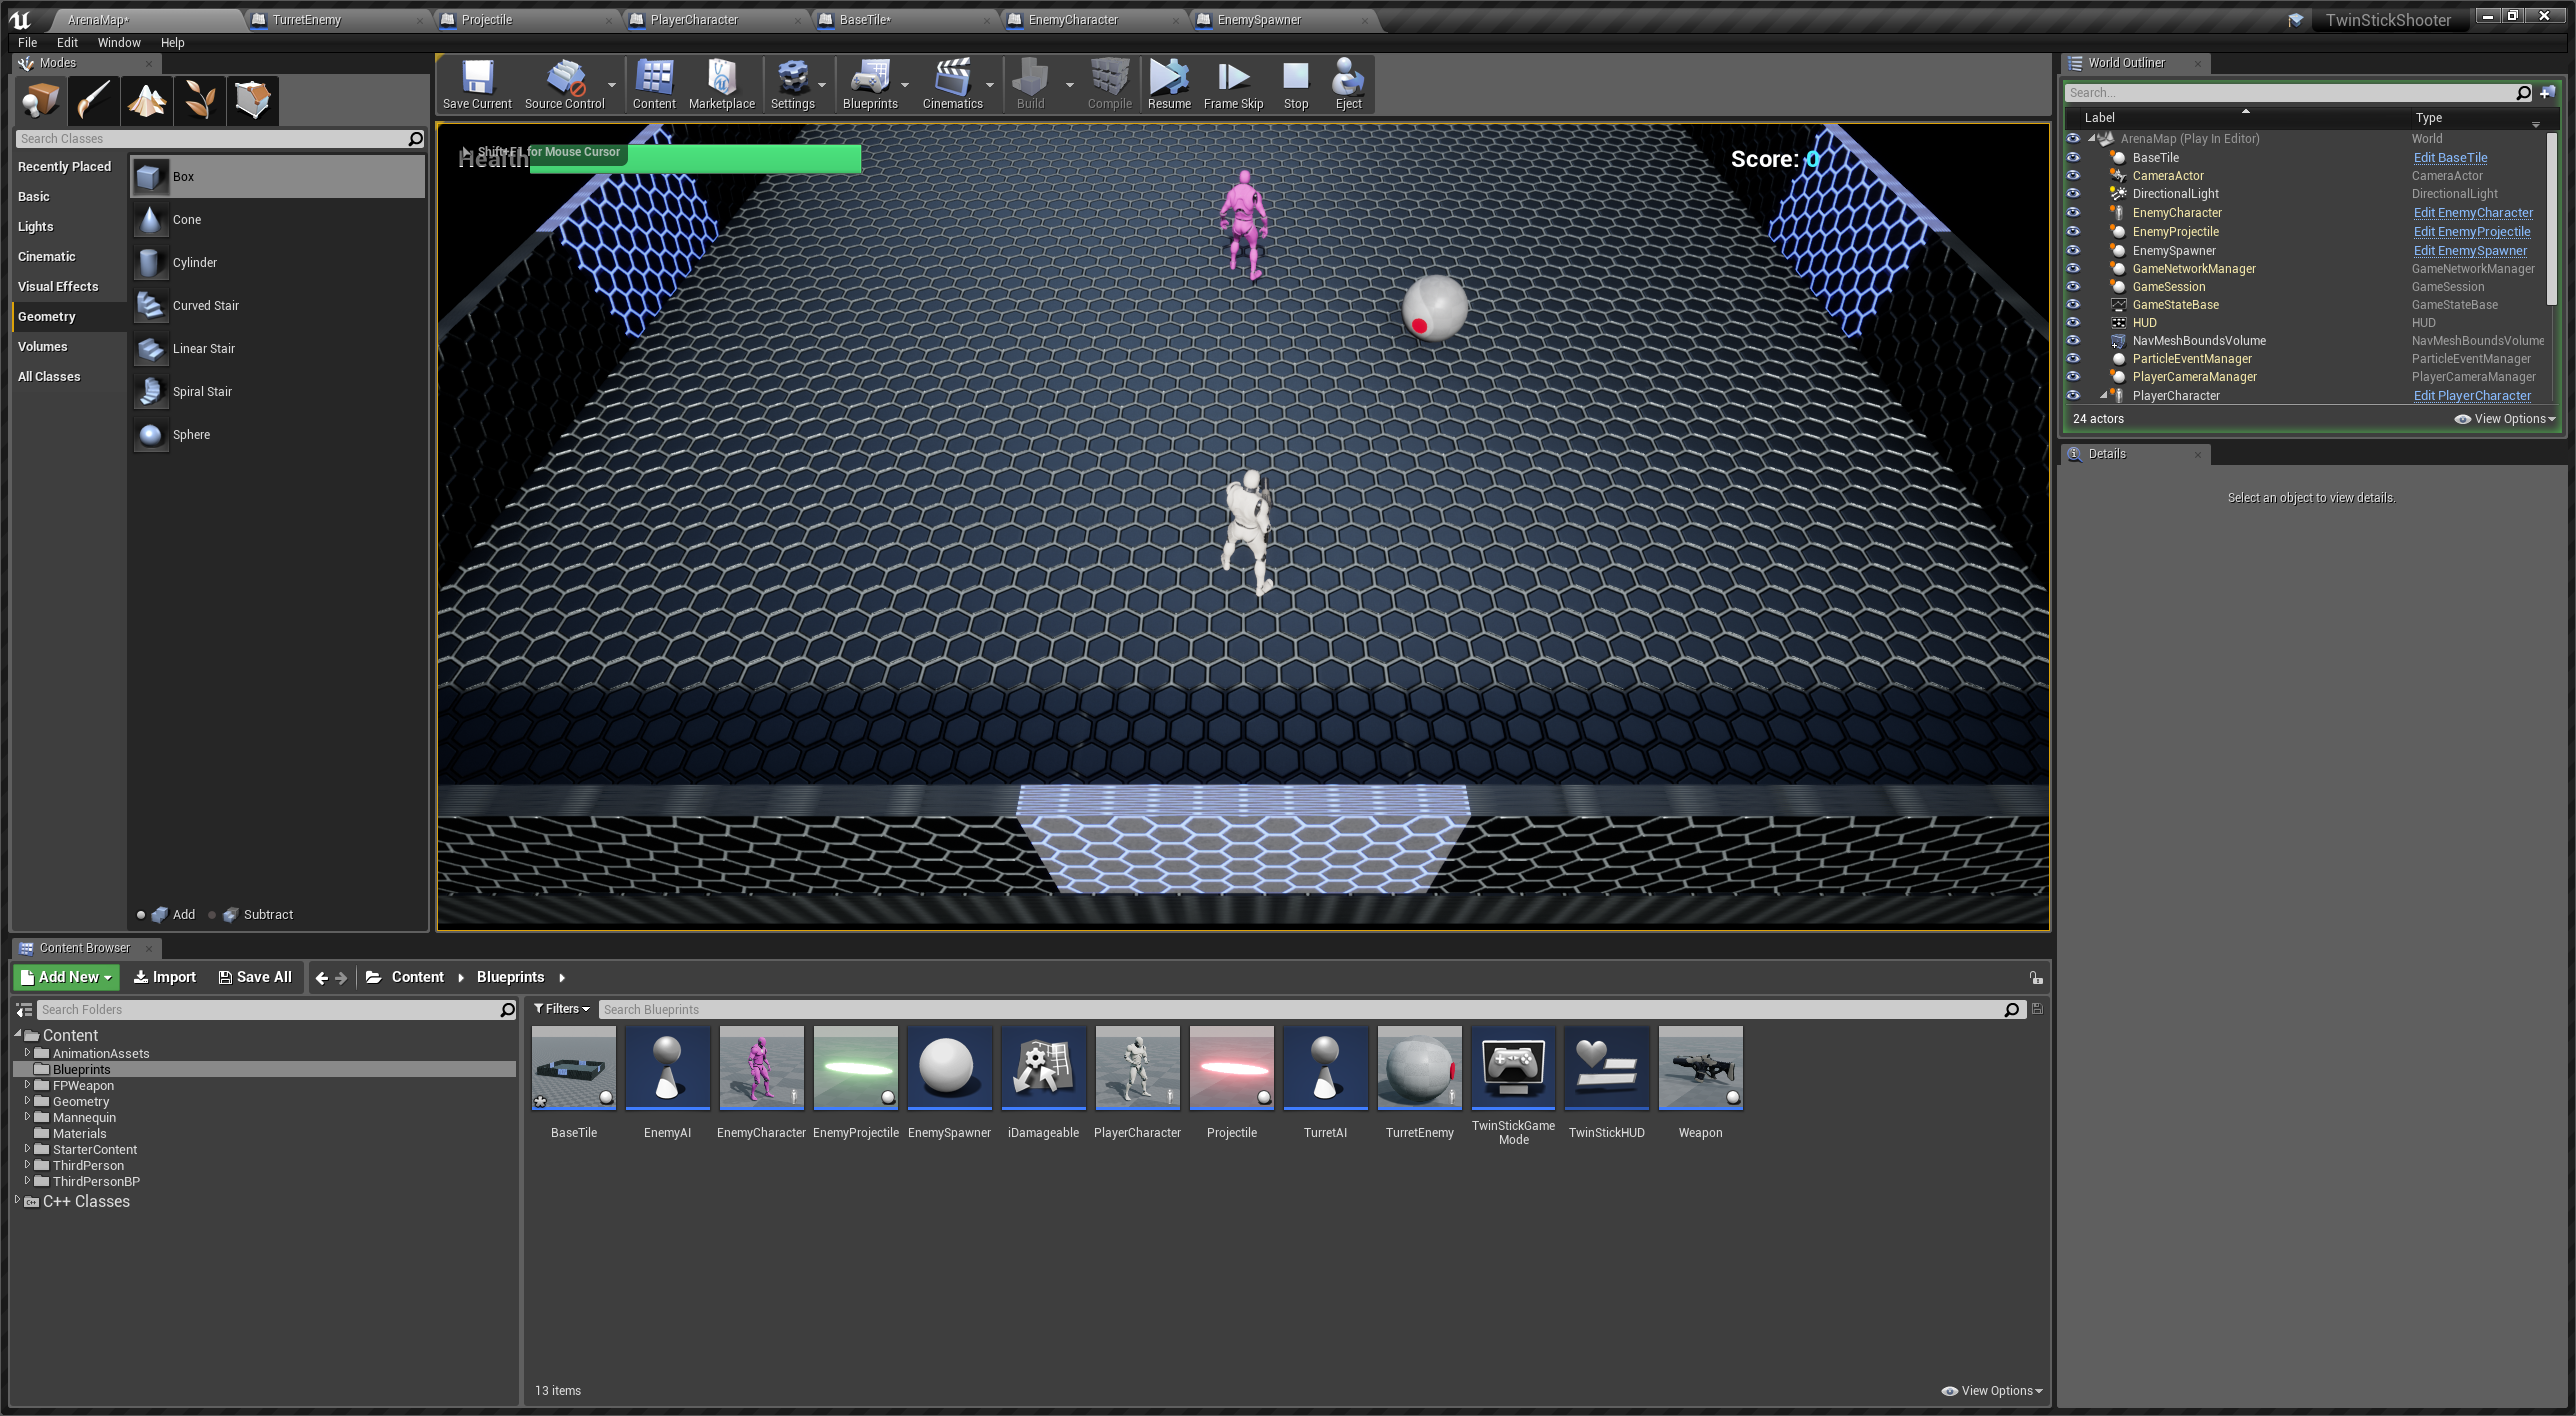 ArenaMap*
TurretEnemy
Projectile
PlayerCharacter
BaseTile*
EnemyCharacter
EnemySpawner
TwinStickShooter
File Edit Window Help
Modes
Search Classes
Recently Placed
Basic
Lights
Cinematic
Visual Effects
Geometry
Volumes
All Classes
Box
Cone
Cylinder
Curved Stair
Linear Stair
Spiral Stair
Sphere
Add
Subtract
Save Current
Source Control
Content
Marketplace
Settings
Blueprints
Cinematics
Build
Compile
Resume
Frame Skip
Stop
Eject
Health
Shift+F1 for Mouse Cursor
Score: 0
World Outliner
Search...
Label Type
ArenaMap (Play In Editor) World
BaseTile Edit BaseTile
CameraActor CameraActor
DirectionalLight DirectionalLight
EnemyCharacter Edit EnemyCharacter
EnemyProjectile Edit EnemyProjectile
EnemySpawner Edit EnemySpawner
GameNetworkManager GameNetworkManager
GameSession GameSession
GameStateBase GameStateBase
HUD HUD
NavMeshBoundsVolume NavMeshBoundsVolume
ParticleEventManager ParticleEventManager
PlayerCameraManager PlayerCameraManager
PlayerCharacter Edit PlayerCharacter
24 actors
View Options
Details
Select an object to view details.
Content Browser
Add New
Import
Save All
Content
Blueprints
Search Folders
Content
AnimationAssets
Blueprints
FPWeapon
Geometry
Mannequin
Materials
StarterContent
ThirdPerson
ThirdPersonBP
C++ Classes
Filters
Search Blueprints
BaseTile
EnemyAI
EnemyCharacter
EnemyProjectile
EnemySpawner
iDamageable
PlayerCharacter
Projectile
TurretAI
TurretEnemy
TwinStickGame
Mode
TwinStickHUD
Weapon
13 items
View Options